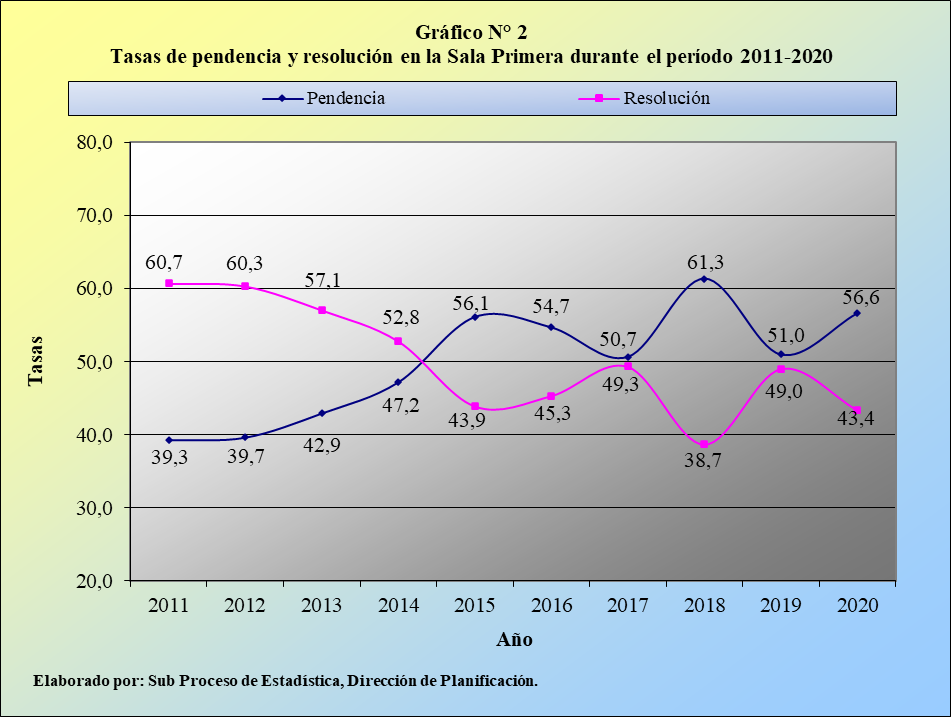 Gráfico N° 2
Tasas de pendencia y resolución en la Sala Primera durante el período 2011-2020
Pendencia Resolución
80,0
70,0
60,0
50,0
40,0
30,0
20,0
Tasas
60,7 60,3 57,1 52,8 56,1 54,7 50,7 61,3 51,0 56,6
39,3 39,7 42,9 47,2 43,9 45,3 49,3 38,7 49,0 43,4
2011 2012 2013 2014 2015 2016 2017 2018 2019 2020
Año
Elaborado por: Sub Proceso de Estadística, Dirección de Planificación.